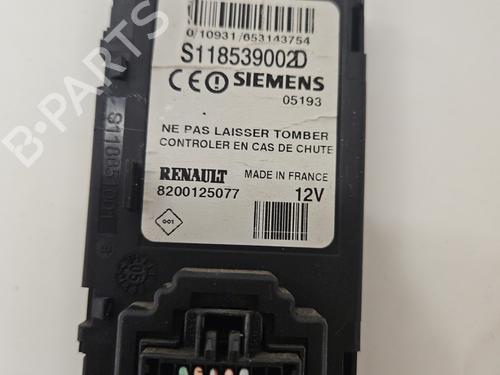 0/10931/653143754
S118539002D
CE SIEMENS
05193
NE PAS LAISSER TOMBER
CONTROLER EN CAS DE CHUTE
RENAULT MADE IN FRANCE
8200125077 12V
001
B-PARTS